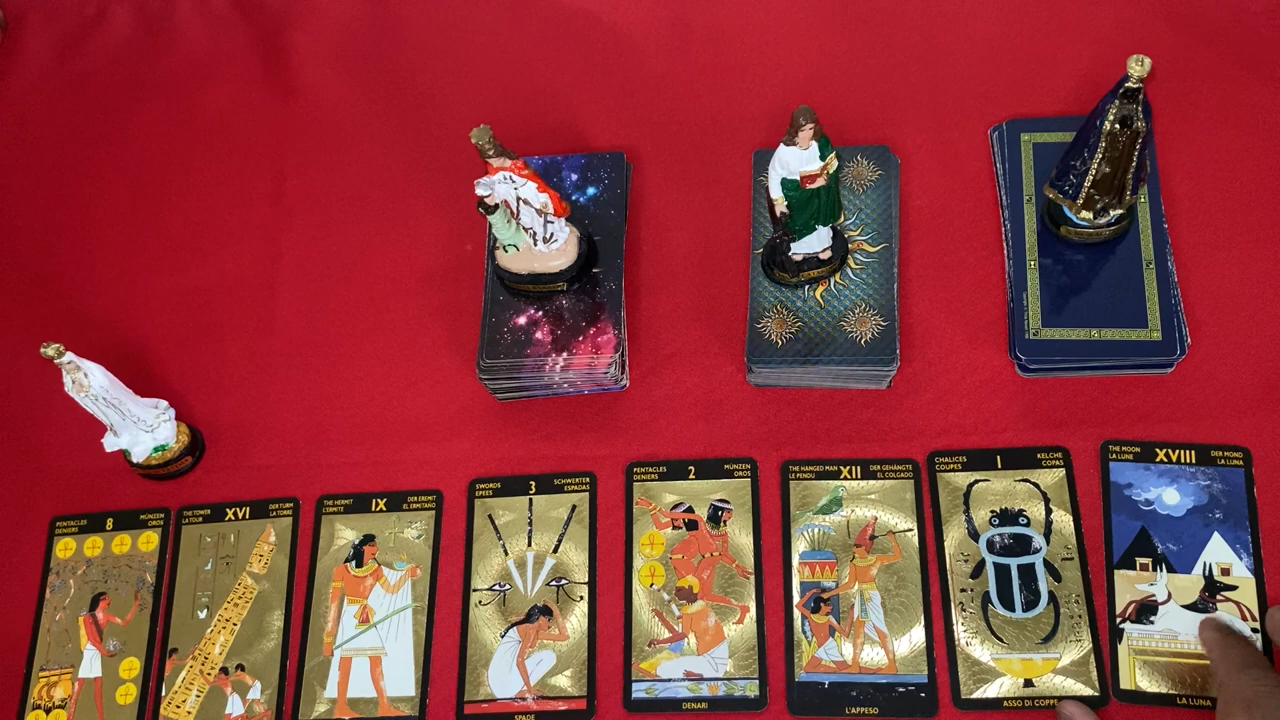 PENTACLES
DENIERS
8
MÜNZEN
OROS
THE TOWER
LA TOUR
XVI
DER TURM
LA TORRE
THE HERMIT
L'ERMITE
IX
DER EREMIT
EL ERMITAÑO
SWORDS
EPEES
3
SCHWERTER
ESPADAS
SPADE
PENTACLES
DENIERS
2
MÜNZEN
OROS
DENARI
THE HANGED MAN
LE PENDU
XII
DER GEHÄNGTE
EL COLGADO
L'APPESO
CHALICES
COUPES
I
KELCHE
COPAS
ASSO DI COPPE
THE MOON
LA LUNE
XVIII
DER MOND
LA LUNA
LA LUNA